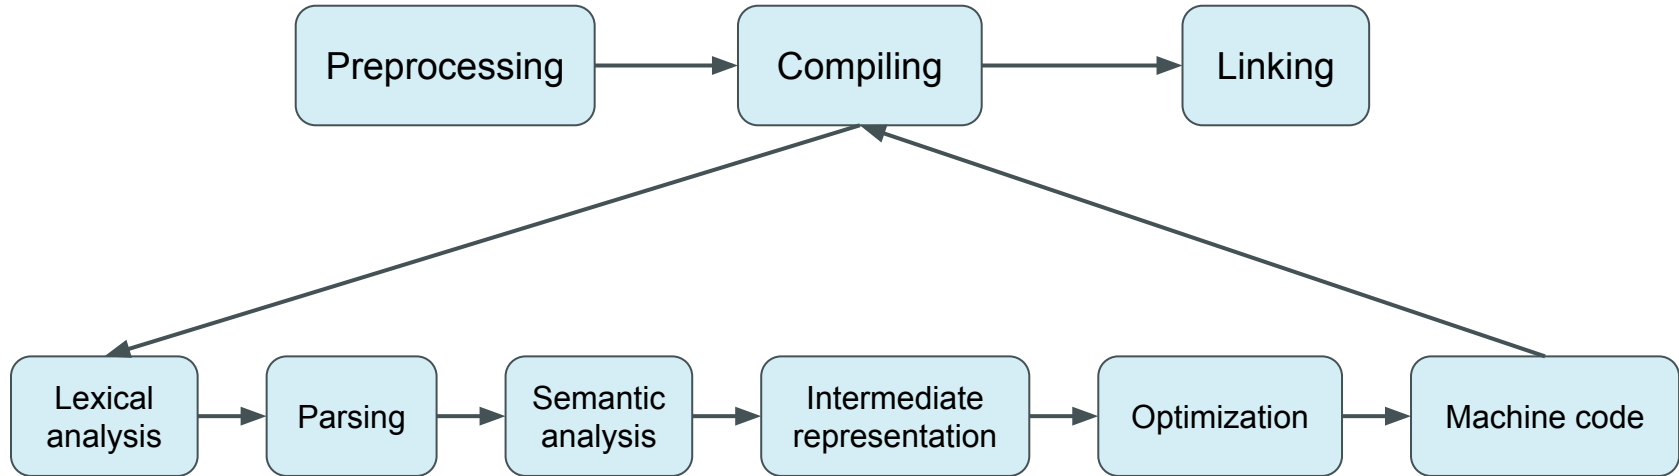 Preprocessing
Compiling
Linking
Lexical
analysis
Parsing
Semantic
analysis
Intermediate
representation
Optimization
Machine code